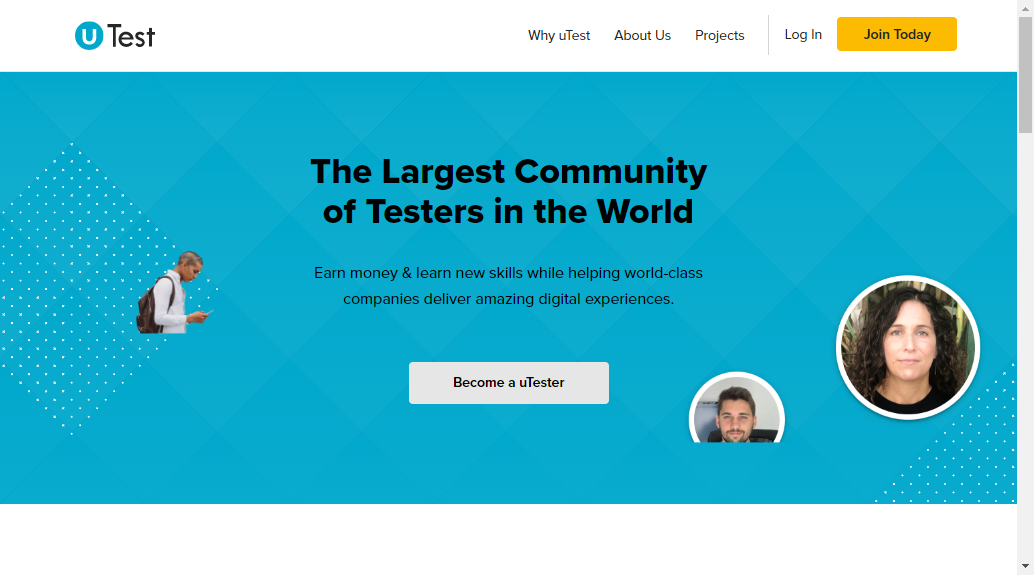 uTest
Why uTest
About Us
Projects
Log In
Join Today
The Largest Community
of Testers in the World
Earn money & learn new skills while helping world-class
companies deliver amazing digital experiences.
Become a uTester